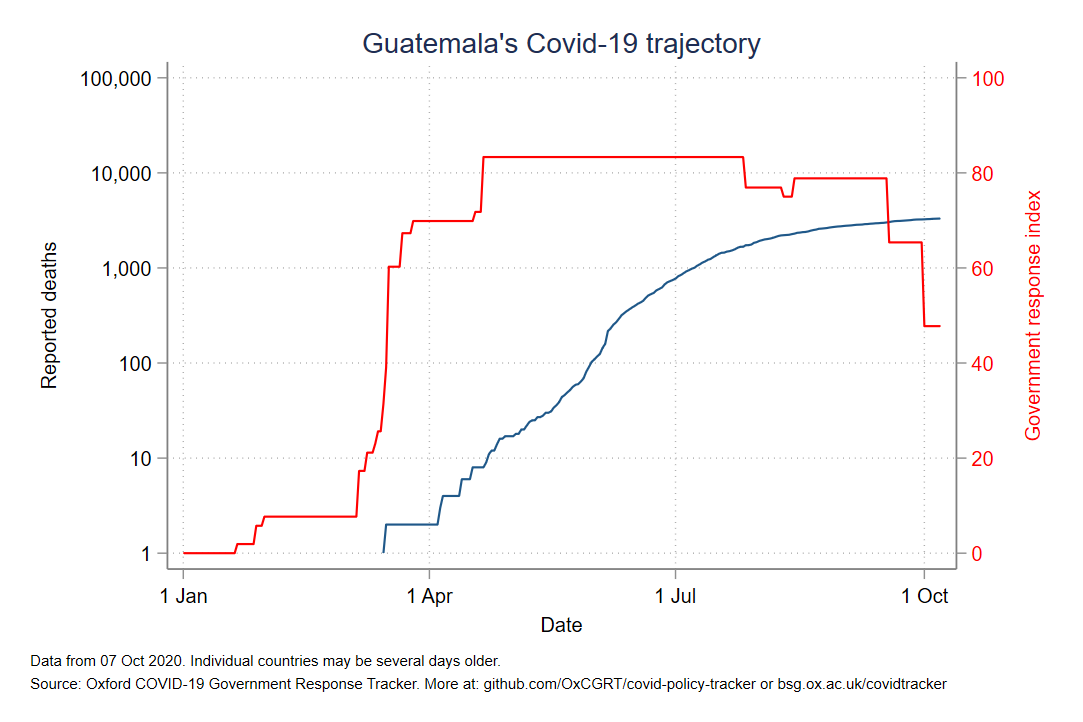 Guatemala's Covid-19 trajectory
100,000
10,000
1,000
100
10
1
Reported deaths
100
80
60
40
20
0
Government response index
1 Jan
1 Apr
1 Jul
1 Oct
Date
Data from 07 Oct 2020. Individual countries may be several days older.
Source: Oxford COVID-19 Government Response Tracker. More at: github.com/OxCGRT/covid-policy-tracker or bsg.ox.ac.uk/covidtracker